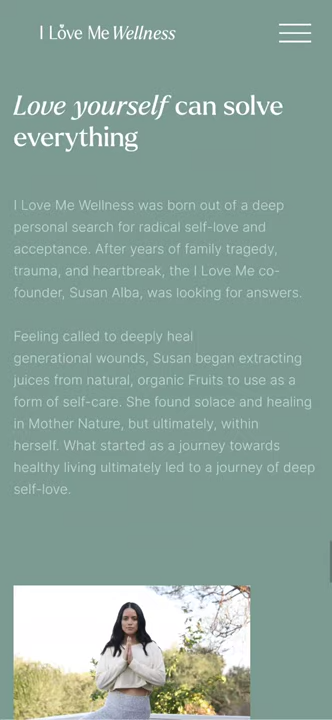 I Love Me Wellness
Love yourself can solve
everything
I Love Me Wellness was born out of a deep
personal search for radical self-love and
acceptance. After years of family tragedy,
trauma, and heartbreak, the I Love Me co-
founder, Susan Alba, was looking for answers.
Feeling called to deeply heal
generational wounds, Susan began extracting
juices from natural, organic Fruits to use as a
form of self-care. She found solace and healing
in Mother Nature, but ultimately, within
herself. What started as a journey towards
healthy living ultimately led to a journey of deep
self-love.